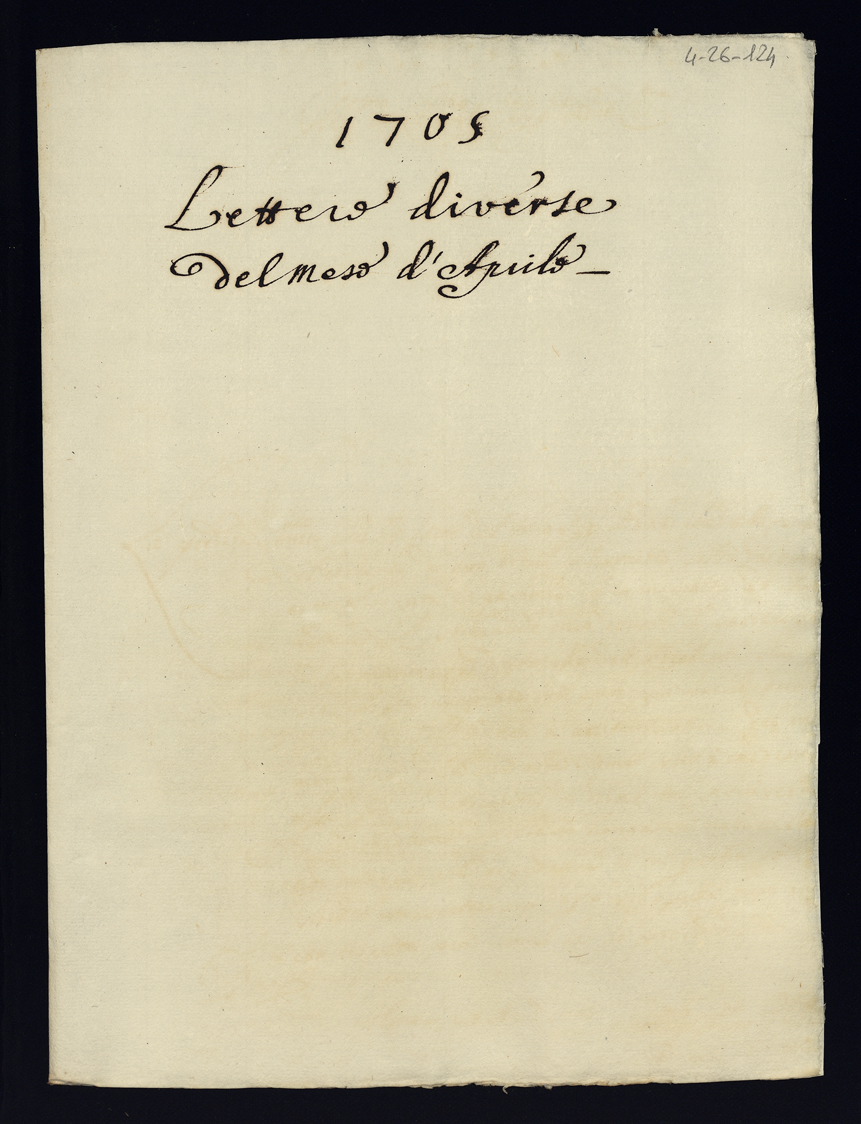 4-26-124
1705
Lettere diverse
del mese d'Aprile